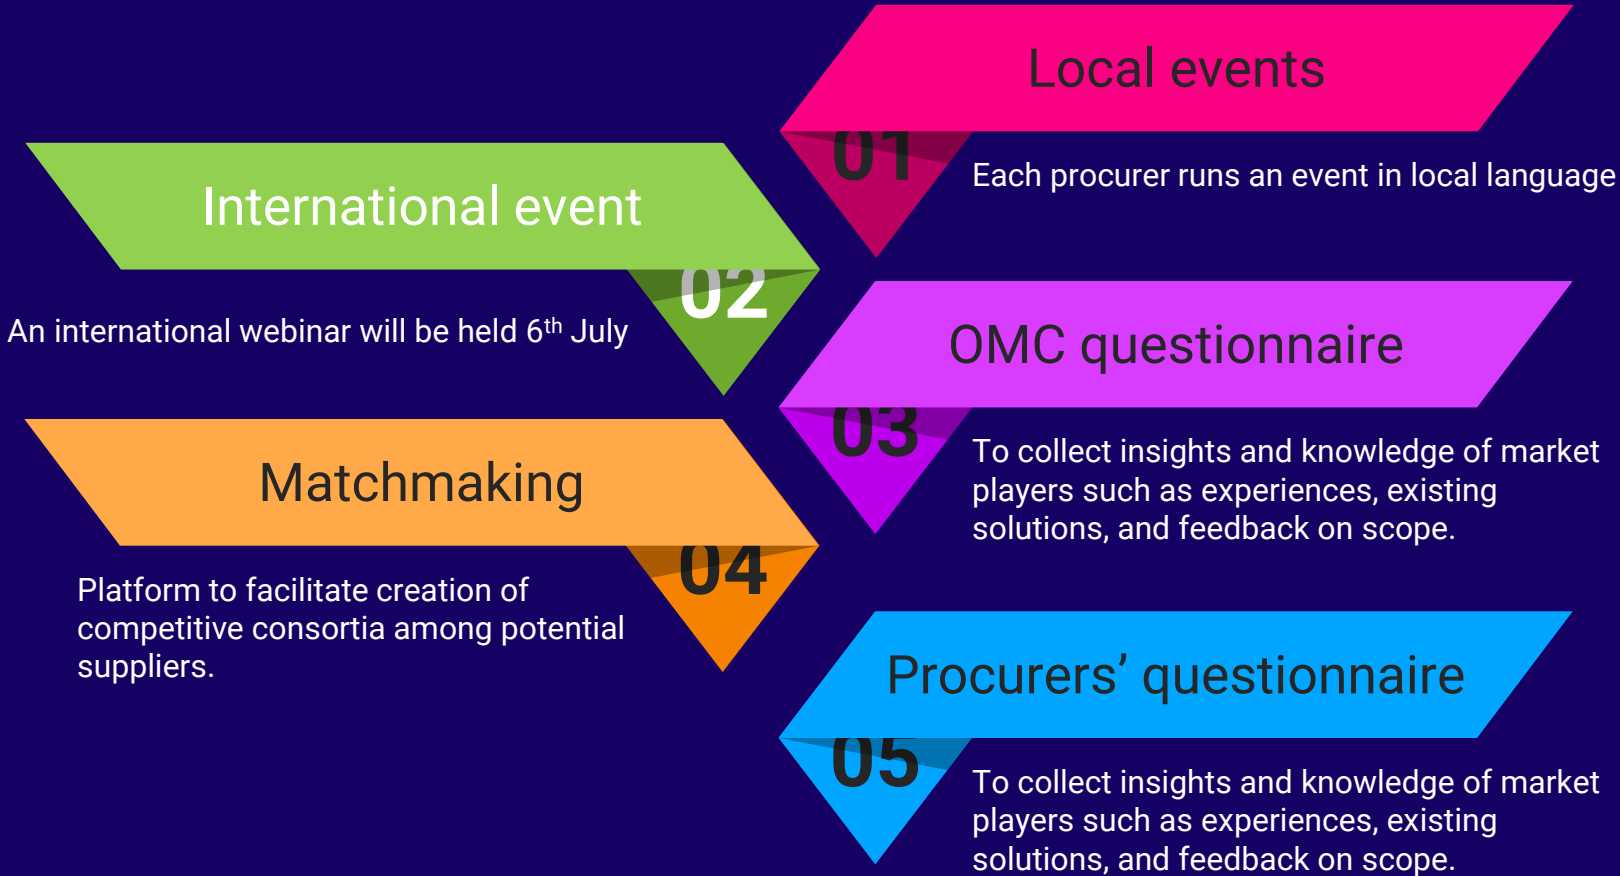 Local events
01
Each procurer runs an event in local language
International event
02
An international webinar will be held 6th July
OMC questionnaire
03
To collect insights and knowledge of market
players such as experiences, existing
solutions, and feedback on scope.
Matchmaking
04
Platform to facilitate creation of
competitive consortia among potential
suppliers.
Procurers’ questionnaire
05
To collect insights and knowledge of market
players such as experiences, existing
solutions, and feedback on scope.